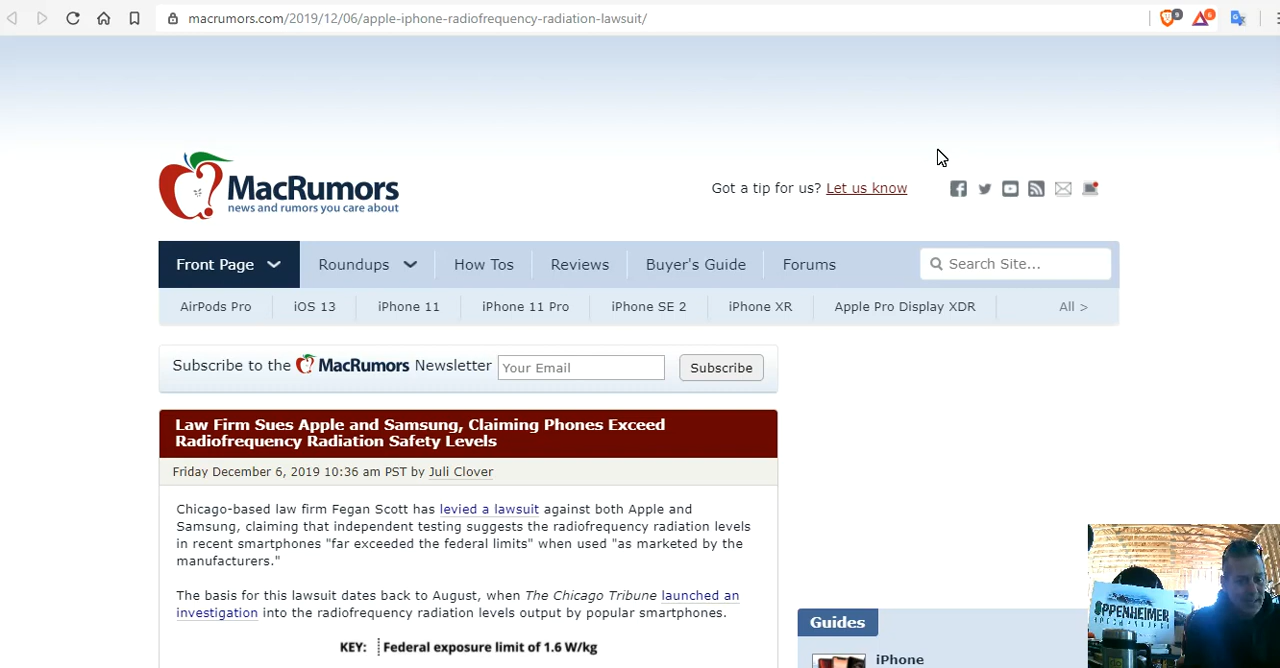 macrumors.com/2019/12/06/apple-iphone-radiofrequency-radiation-lawsuit/
9
6
MacRumors
news and rumors you care about
Got a tip for us? Let us know
Front Page
Roundups
How Tos
Reviews
Buyer's Guide
Forums
Search Site...
AirPods Pro
iOS 13
iPhone 11
iPhone 11 Pro
iPhone SE 2
iPhone XR
Apple Pro Display XDR
All >
Subscribe to the MacRumors Newsletter
Your Email
Subscribe
Law Firm Sues Apple and Samsung, Claiming Phones Exceed
Radiofrequency Radiation Safety Levels
Friday December 6, 2019 10:36 am PST by Juli Clover
Chicago-based law firm Fegan Scott has levied a lawsuit against both Apple and
Samsung, claiming that independent testing suggests the radiofrequency radiation levels
in recent smartphones "far exceed the federal limits" when used "as marketed by the
manufacturers."
The basis for this lawsuit dates back to August, when The Chicago Tribune launched an
investigation into the radiofrequency radiation levels output by popular smartphones.
KEY: Federal exposure limit of 1.6 W/kg
Guides
iPhone
OPPENHEIMER